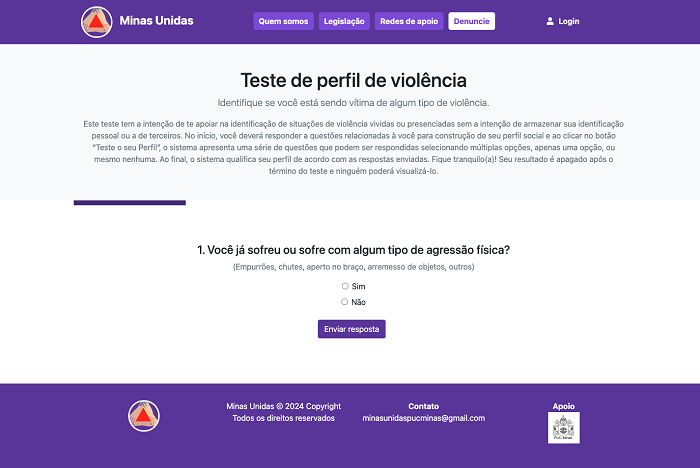 Minas Unidas
Quem somos
Legislação
Redes de apoio
Denuncie
Login
Teste de perfil de violência
Identifique se você está sendo vítima de algum tipo de violência.
Este teste tem a intenção de te apoiar na identificação de situações de violência vividas ou presenciadas sem a intenção de armazenar sua identificação
pessoal ou a de terceiros. No início, você deverá responder a questões relacionadas à você para construção de seu perfil social e ao clicar no botão
"Teste o seu Perfil", o sistema apresenta uma série de questões que podem ser respondidas selecionando múltiplas opções, apenas uma opção, ou
mesmo nenhuma. Ao final, o sistema qualifica seu perfil de acordo com as respostas enviadas. Fique tranquilo(a)! Seu resultado é apagado após o
término do teste e ninguém poderá visualizá-lo.
1. Você já sofreu ou sofre com algum tipo de agressão física?
(Empurrões, chutes, aperto no braço, arremesso de objetos, outros)
Sim
Não
Enviar resposta
Minas Unidas © 2024 Copyright
Todos os direitos reservados
Contato
minasunidaspucminas@gmail.com
Apoio
PUC Minas